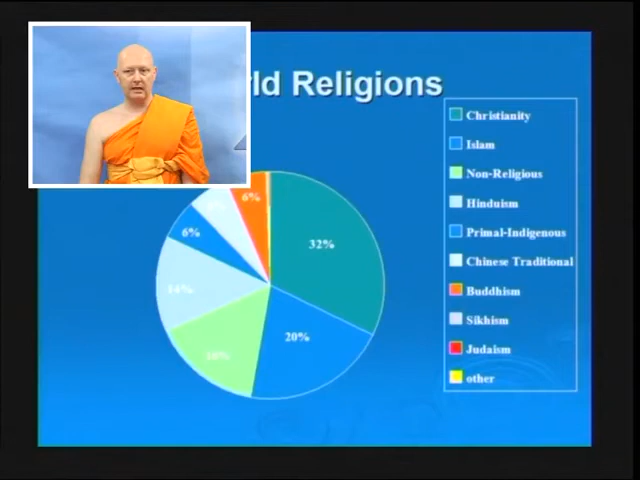 ld Religions
Christianity
Islam
Non-Religious
Hinduism
Primal-Indigenous
Chinese Traditional
Buddhism
Sikhism
Judaism
other
6%
6%
32%
14%
20%